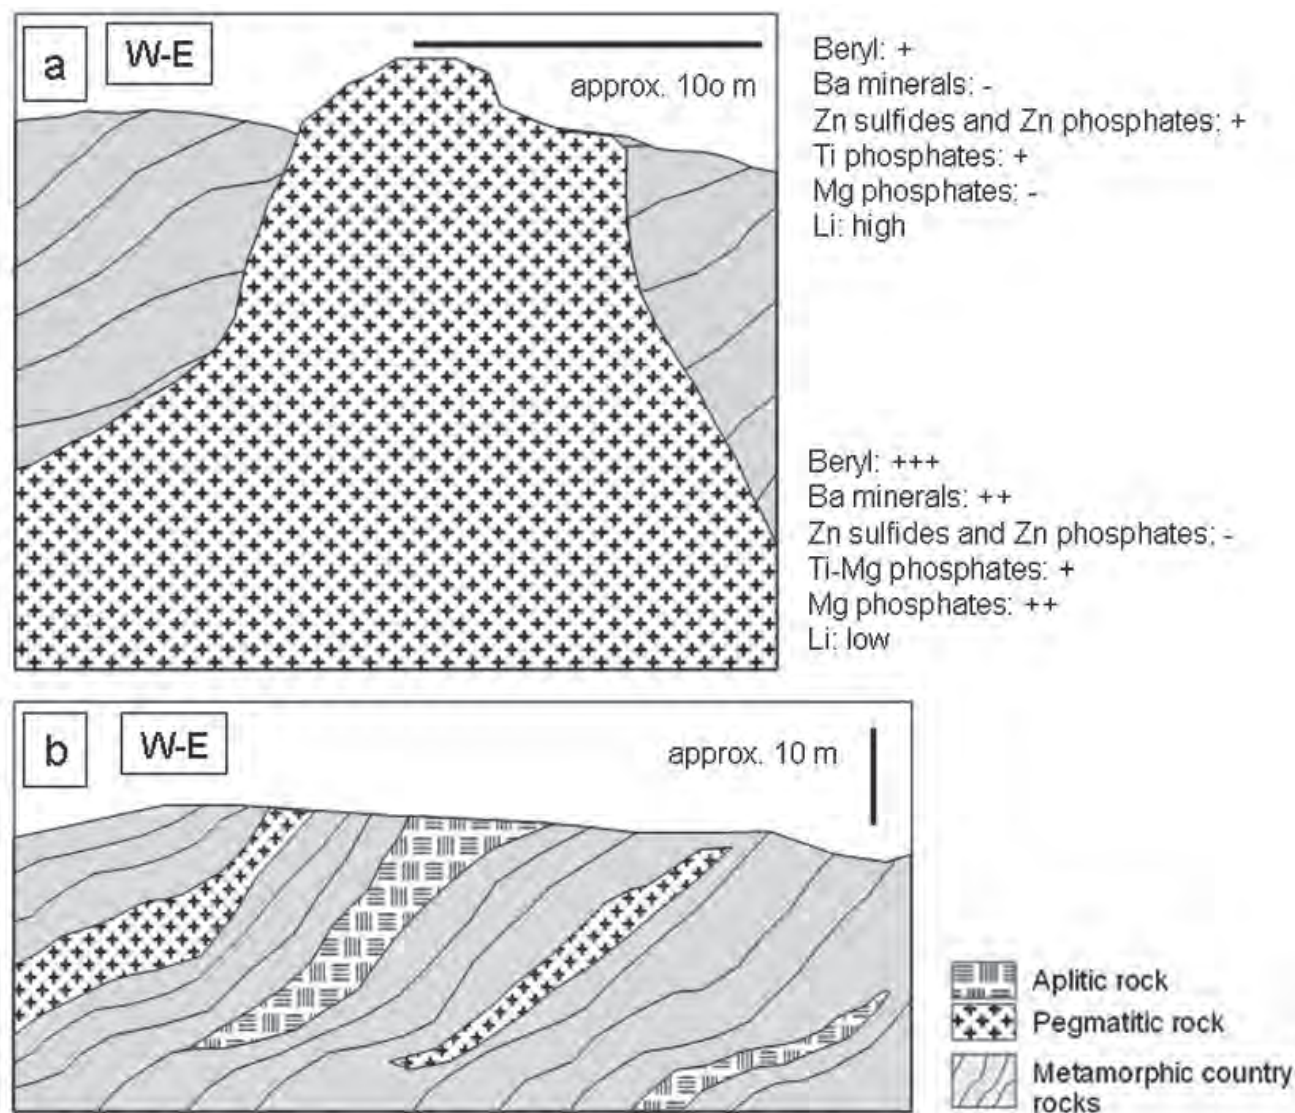 a
W-E
approx. 10o m
Beryl: +
Ba minerals: -
Zn sulfides and Zn phosphates: +
Ti phosphates: +
Mg phosphates: -
Li: high
Beryl: +++
Ba minerals: ++
Zn sulfides and Zn phosphates: -
Ti-Mg phosphates: +
Mg phosphates: ++
Li: low
b
W-E
approx. 10 m
Aplitic rock
Pegmatitic rock
Metamorphic country
rocks